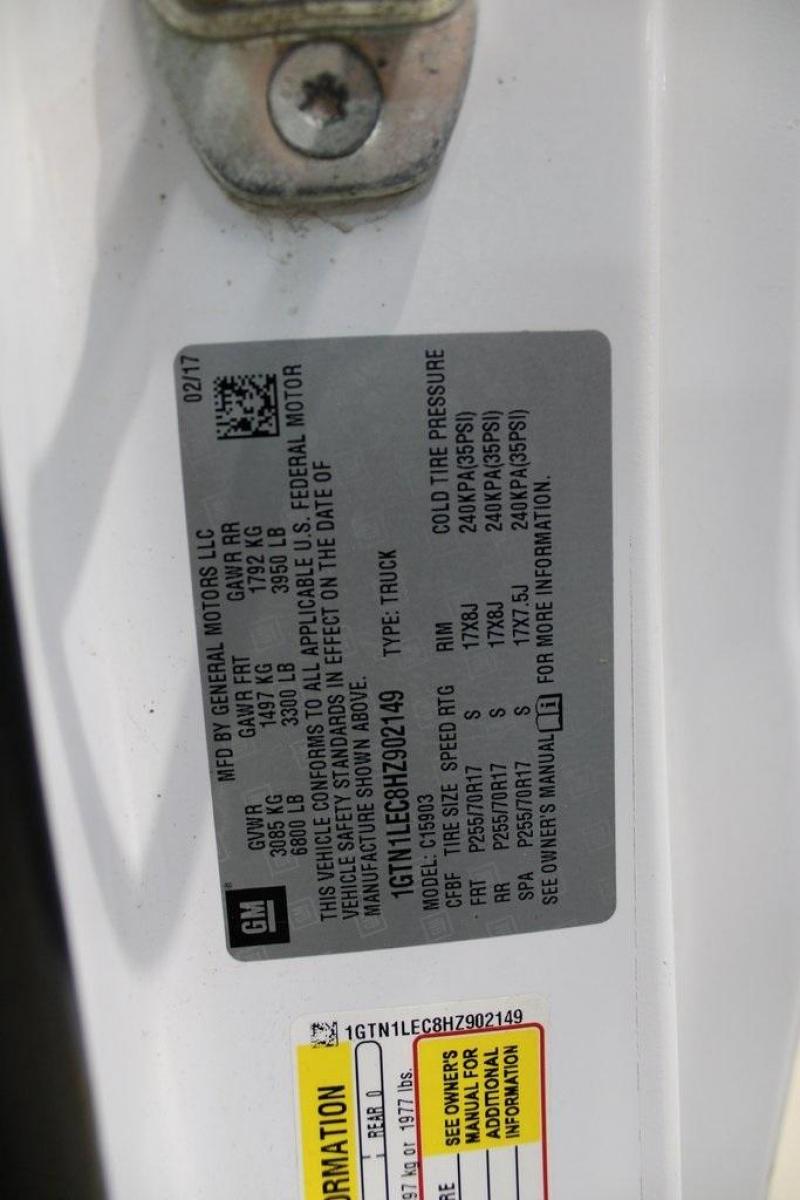 02/17
MFD BY GENERAL MOTORS LLC
GVWR GAWR FRT GAWR RR
3085 KG 1497 KG 1792 KG
6800 LB 3300 LB 3950 LB
GM
THIS VEHICLE CONFORMS TO ALL APPLICABLE U.S. FEDERAL MOTOR
VEHICLE SAFETY STANDARDS IN EFFECT ON THE DATE OF
MANUFACTURE SHOWN ABOVE.
1GTN1LEC8HZ902149 TYPE: TRUCK
MODEL: C15903
CFBF TIRE SIZE SPEED RTG RIM COLD TIRE PRESSURE
FRT P255/70R17 S 17X8J 240KPA(35PSI)
RR P255/70R17 S 17X8J 240KPA(35PSI)
SPA P255/70R17 S 17X7.5J 240KPA(35PSI)
SEE OWNER'S MANUAL i FOR MORE INFORMATION.
1GTN1LEC8HZ902149
ORMATION
REAR 0
97 kg or 1977 lbs.
RE
SEE OWNER'S
MANUAL FOR
ADDITIONAL
INFORMATION